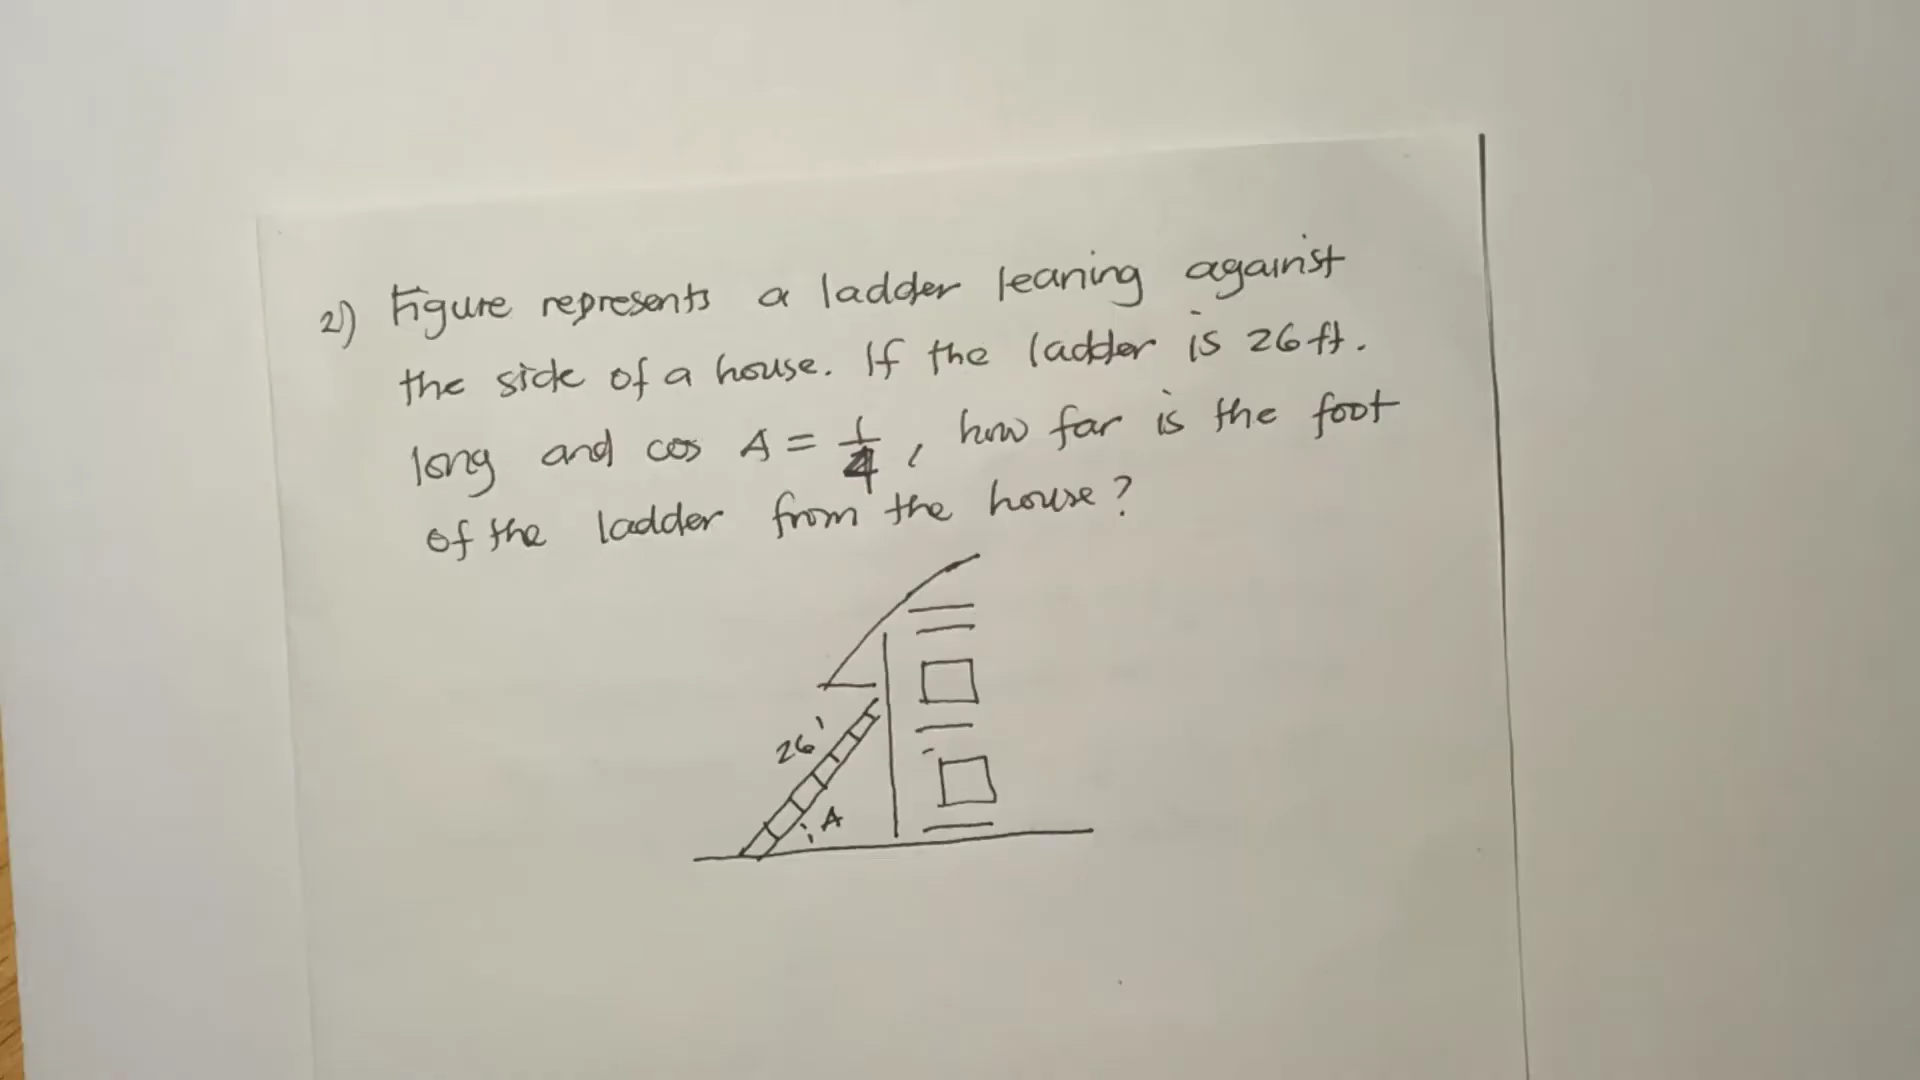 2) Figure represents a ladder leaning against
the side of a house. If the ladder is 26 ft.
long and cos A = 1/4, how far is the foot
of the ladder from the house?
26'
A